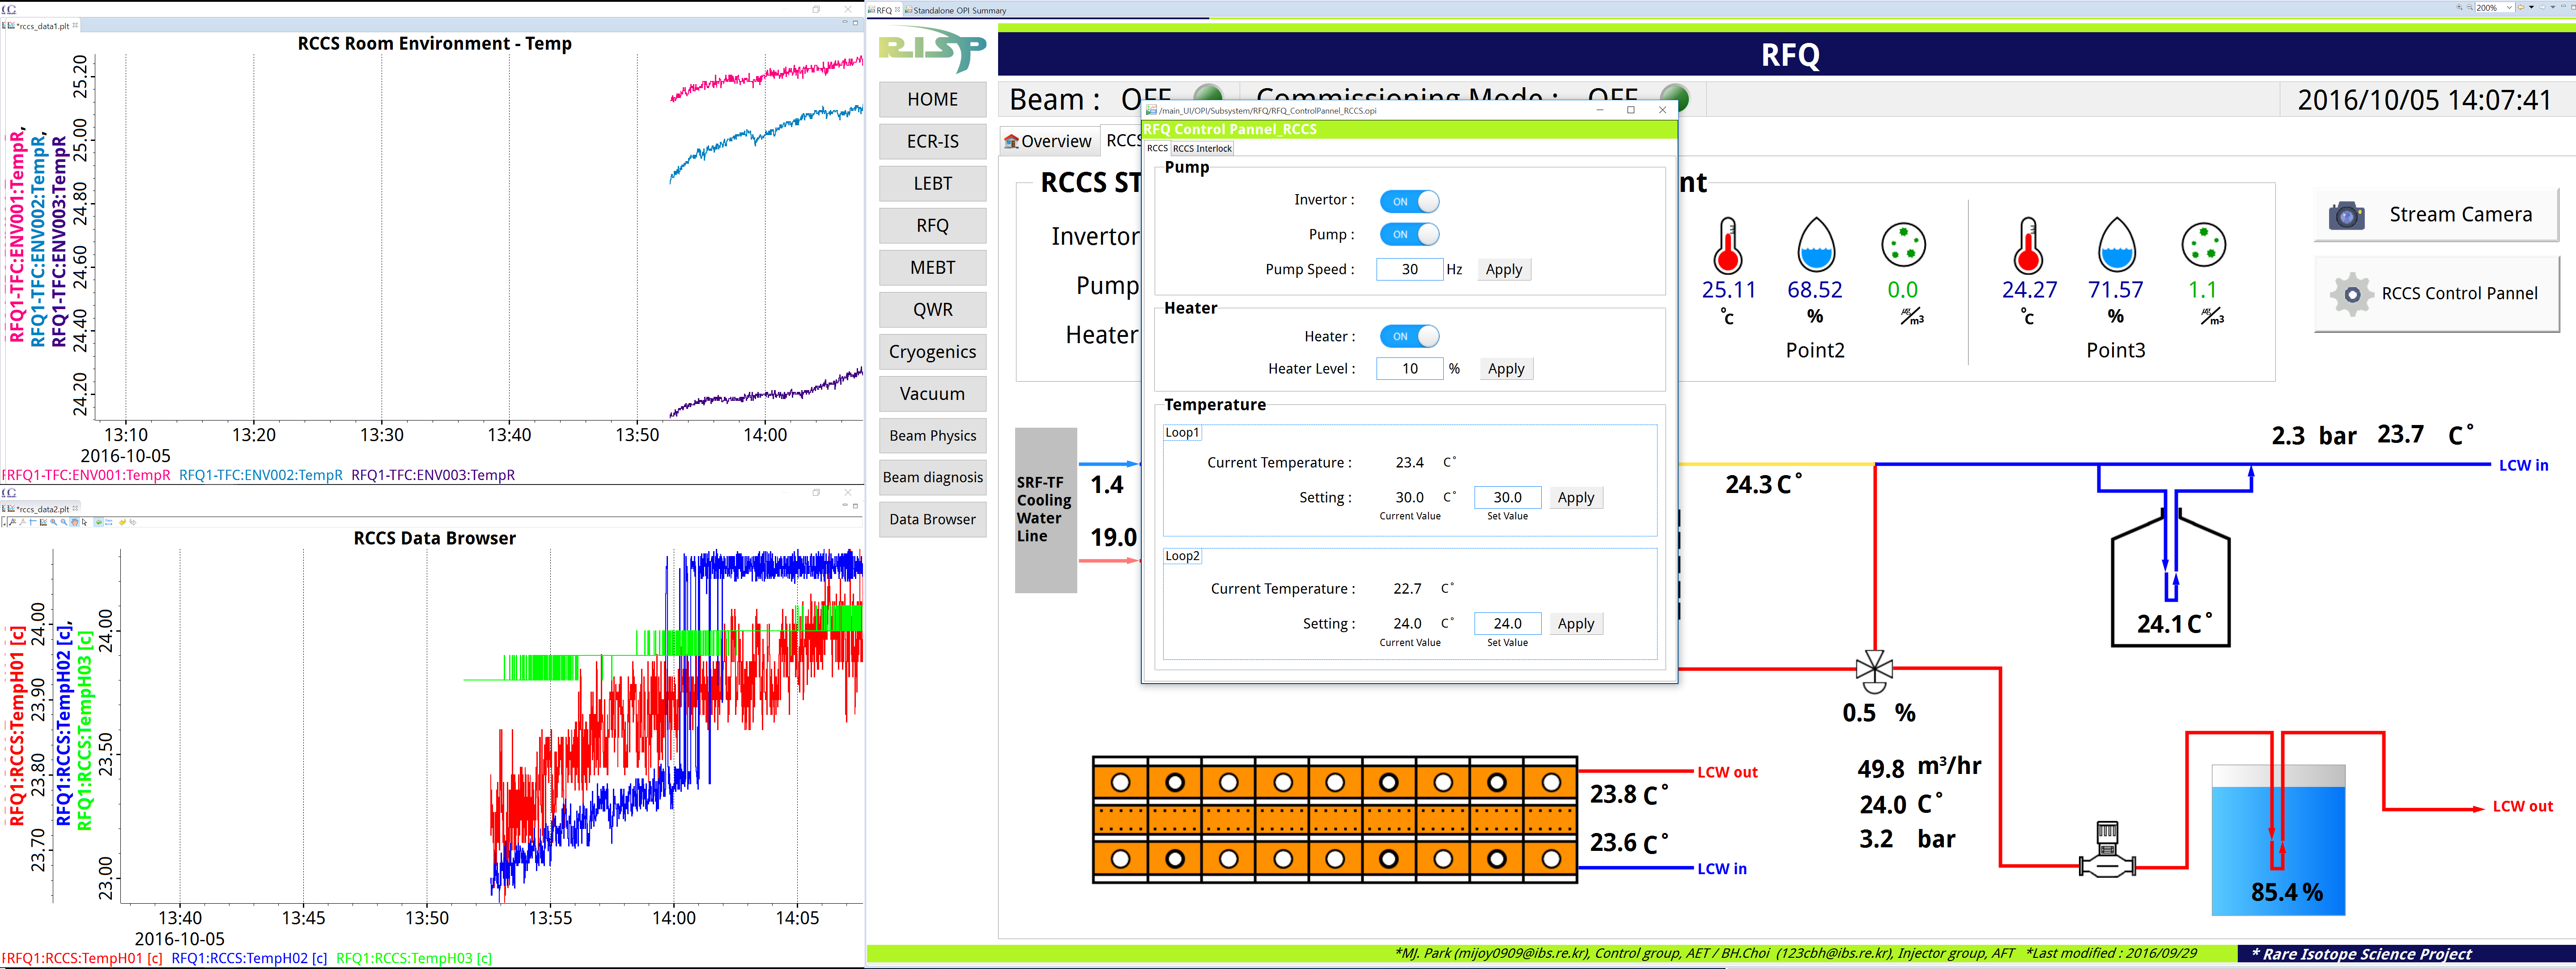 *rccs_data1.plt
RCCS Room Environment - Temp
RFQ1-TFC:ENV001:TempR,
RFQ1-TFC:ENV002:TempR,
RFQ1-TFC:ENV003:TempR
25.20
25.00
24.80
24.60
24.40
24.20
13:10 13:20 13:30 13:40 13:50 14:00
2016-10-05
RFQ1-TFC:ENV001:TempR RFQ1-TFC:ENV002:TempR RFQ1-TFC:ENV003:TempR
*rccs_data2.plt
RCCS Data Browser
RFQ1:RCCS:TempH01 [c]
RFQ1:RCCS:TempH02 [c],
RFQ1:RCCS:TempH03 [c]
24.00
23.90
23.80
23.70
24.00
23.50
23.00
13:40 13:45 13:50 13:55 14:00 14:05
2016-10-05
RFQ1:RCCS:TempH01 [c] RFQ1:RCCS:TempH02 [c] RFQ1:RCCS:TempH03 [c]
RFQ Standalone OPI Summary
200%
RISP
RFQ
Beam : OFF Commissioning Mode : OFF
2016/10/05 14:07:41
HOME
ECR-IS
LEBT
RFQ
MEBT
QWR
Cryogenics
Vacuum
Beam Physics
Beam diagnosis
Data Browser
Overview RCCS
RCCS ST
Invertor
Pump
Heater
/main_UI/OPI/Subsystem/RFQ/RFQ_ControlPannel_RCCS.opi
RFQ Control Pannel_RCCS
RCCS RCCS Interlock
Pump
Invertor : ON
Pump : ON
Pump Speed : 30 Hz Apply
Heater
Heater : ON
Heater Level : 10 % Apply
Temperature
Loop1
Current Temperature : 23.4 C°
Setting : 30.0 C° 30.0 Apply
Current Value Set Value
Loop2
Current Temperature : 22.7 C°
Setting : 24.0 C° 24.0 Apply
Current Value Set Value
nt
25.11 68.52 0.0
°C % ㎍/m3
Point2
24.27 71.57 1.1
°C % ㎍/m3
Point3
Stream Camera
RCCS Control Pannel
SRF-TF
Cooling
Water
Line
1.4
19.0
24.3 C°
2.3 bar 23.7 C°
LCW in
24.1 C°
0.5 %
49.8 m³/hr
24.0 C°
3.2 bar
LCW out
23.8 C°
23.6 C°
LCW in
85.4 %
LCW out
*MJ. Park (mijoy0909@ibs.re.kr), Control group, AET / BH.Choi (123cbh@ibs.re.kr), Injector group, AFT *Last modified : 2016/09/29
* Rare Isotope Science Project